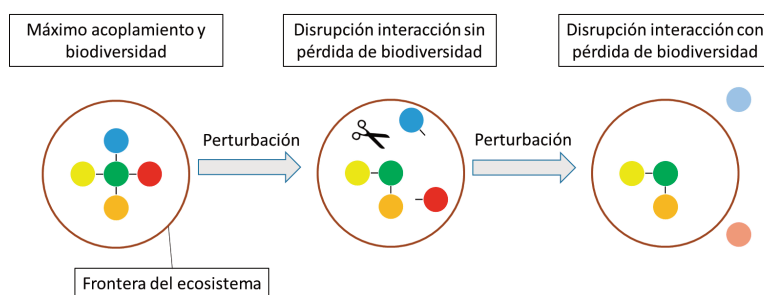 Máximo acoplamiento y
biodiversidad
Disrupción interacción sin
pérdida de biodiversidad
Disrupción interacción con
pérdida de biodiversidad
Perturbación
Perturbación
Frontera del ecosistema